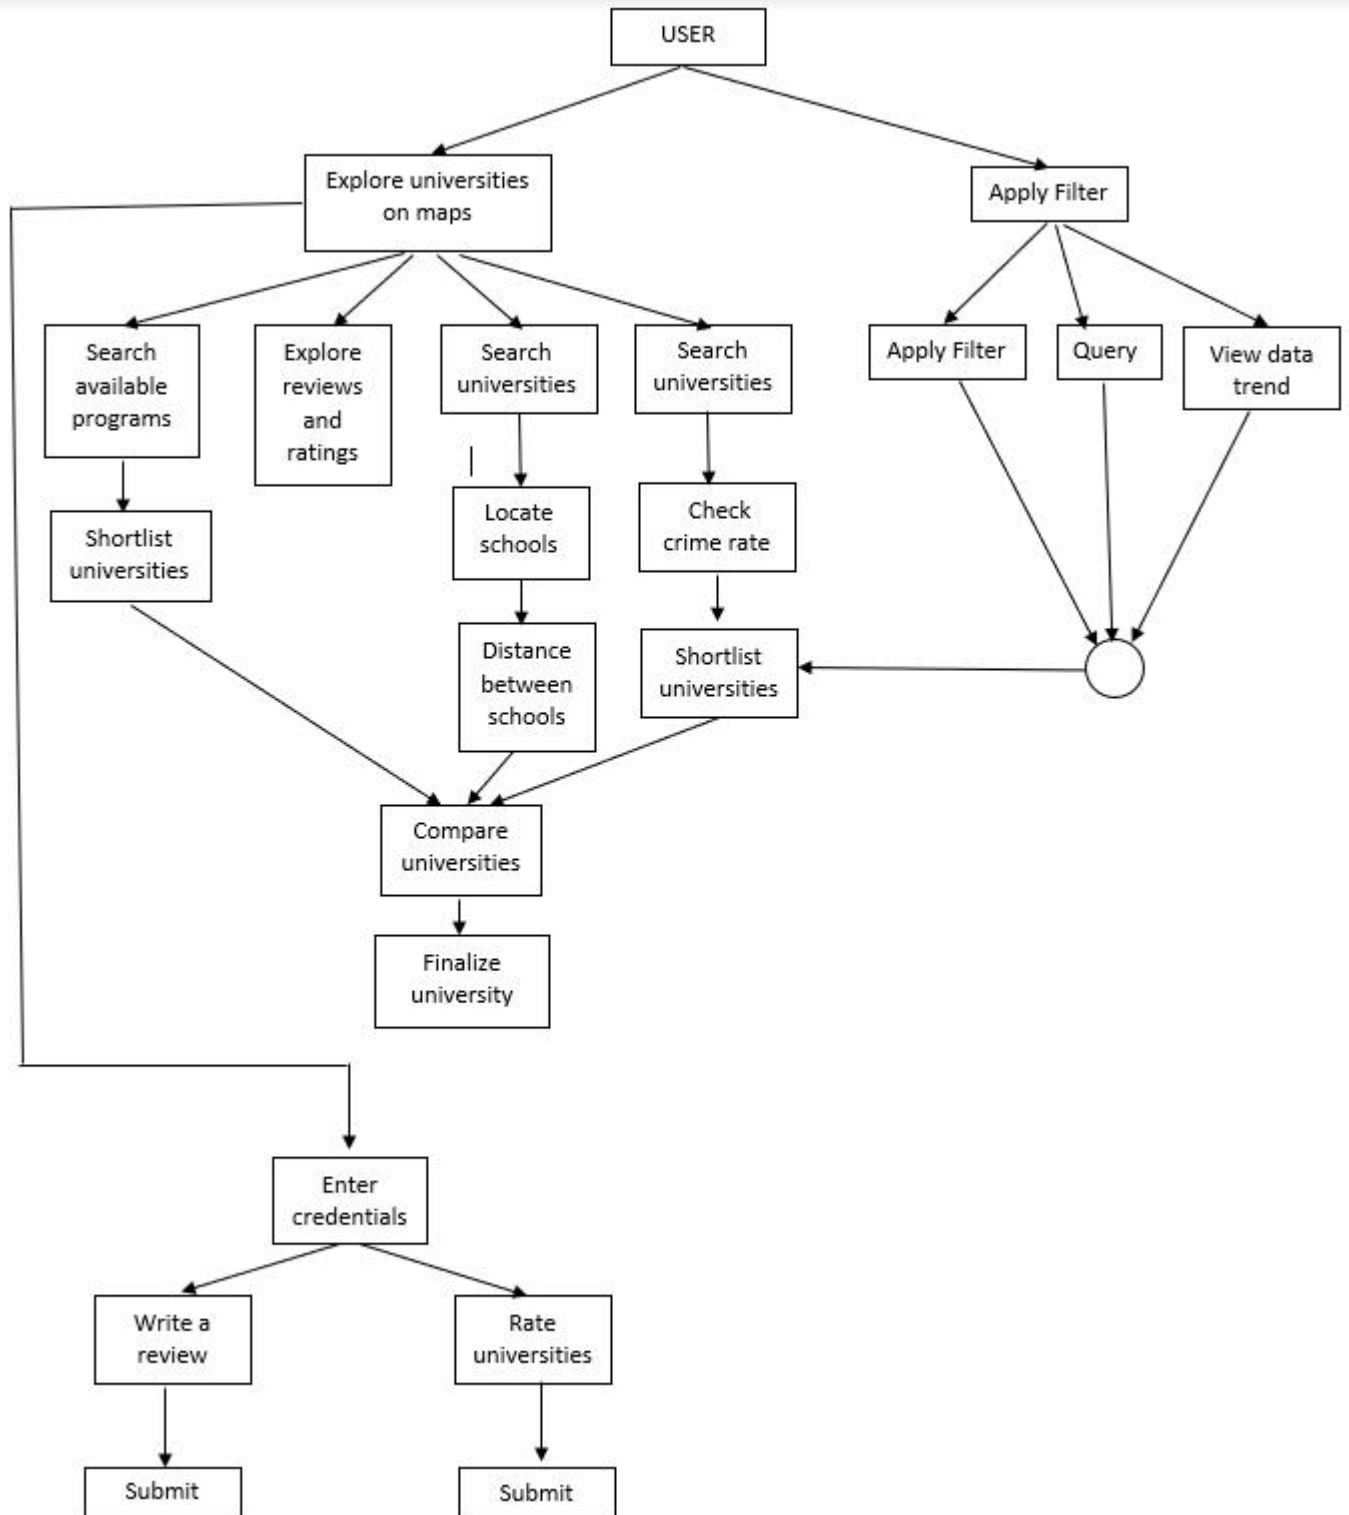 USER
Explore universities
on maps
Apply Filter
Search
available
programs
Explore
reviews
and
ratings
Search
universities
Search
universities
Apply Filter
Query
View data
trend
Shortlist
universities
Locate
schools
Check
crime rate
Distance
between
schools
Shortlist
universities
Compare
universities
Finalize
university
Enter
credentials
Write a
review
Rate
universities
Submit
Submit